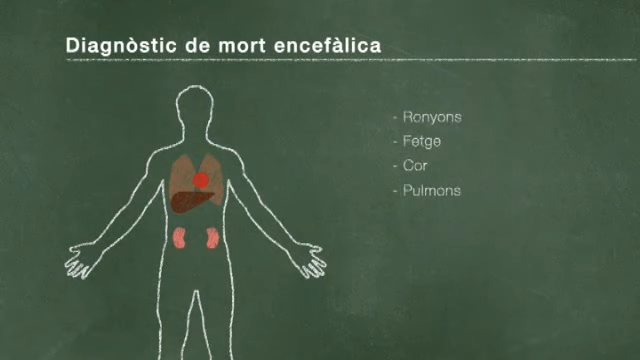 Diagnòstic de mort encefàlica
- Ronyons
- Fetge
- Cor
- Pulmons